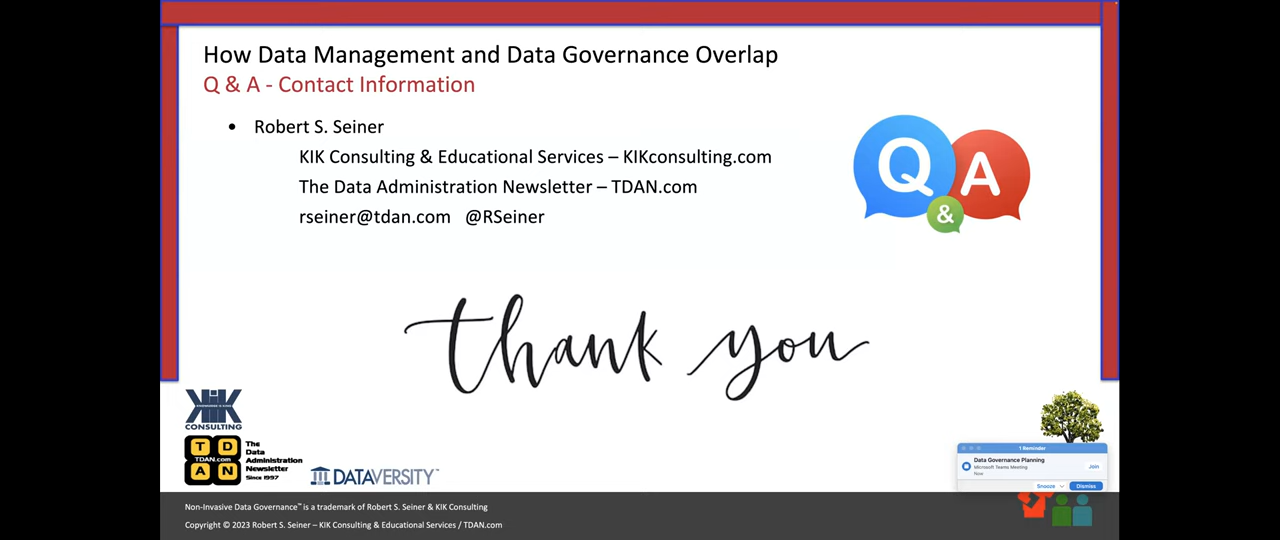 How Data Management and Data Governance Overlap
Q & A - Contact Information
• Robert S. Seiner
KIK Consulting & Educational Services – KIKconsulting.com
The Data Administration Newsletter – TDAN.com
rseiner@tdan.com @RSeiner
Q & A
thank you
KIK
CONSULTING
T D
TDAN.com
A N
The
Data
Administration
Newsletter
Since 1997
DATAVERSITY™
1 Reminder
Data Governance Planning
Microsoft Teams Meeting
Now
Join
Snooze
Dismiss
Non-Invasive Data Governance™ is a trademark of Robert S. Seiner & KIK Consulting
Copyright © 2023 Robert S. Seiner – KIK Consulting & Educational Services / TDAN.com